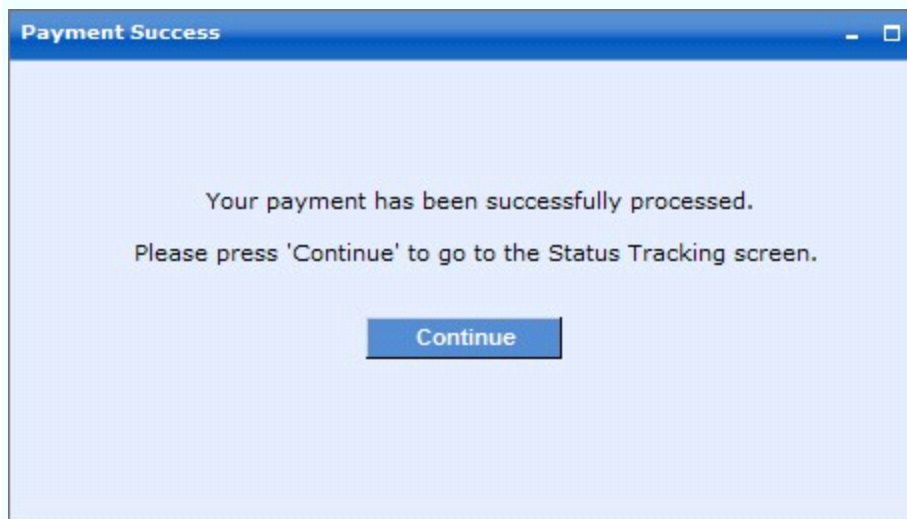 Payment Success
Your payment has been successfully processed.
Please press 'Continue' to go to the Status Tracking screen.
Continue